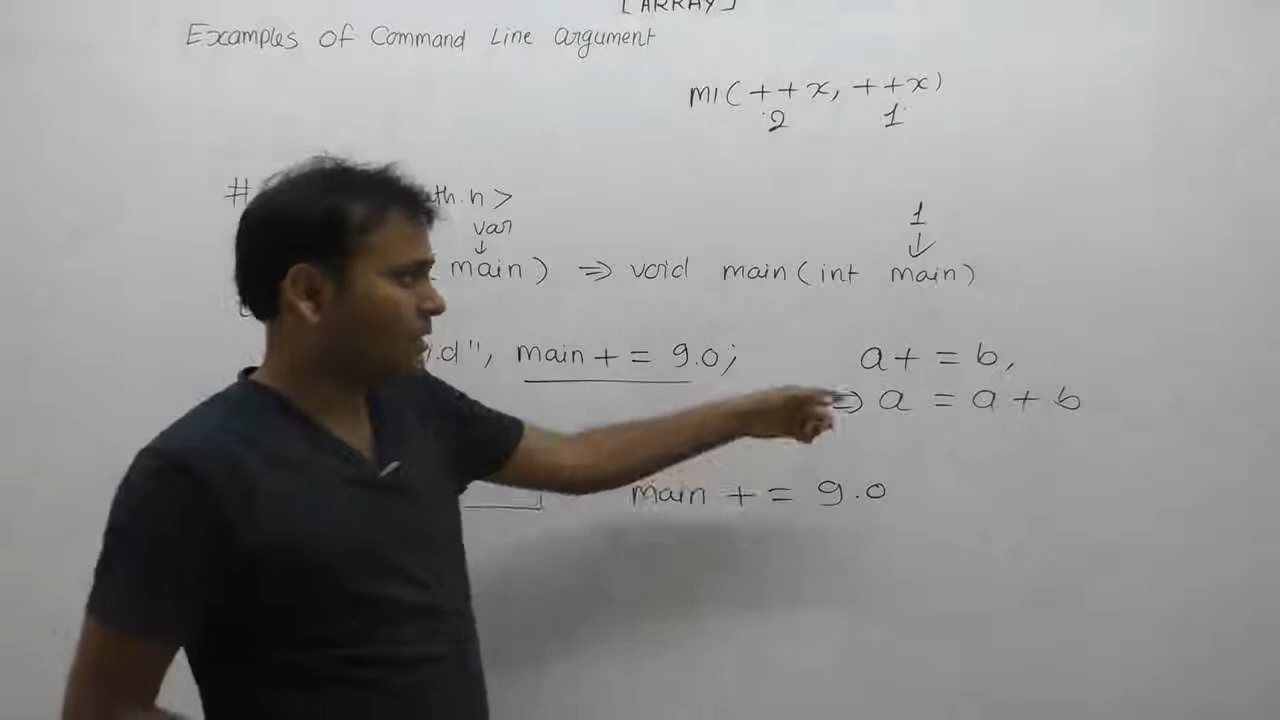 [ARRAY]
Examples of Command Line argument
m1(++x, ++x)
2 1
# ath.h>
var
↓
1
↓
main) => void main(int main)
.d", main + = 9.0;
a+ = b,
=> a = a + b
main + = 9.0